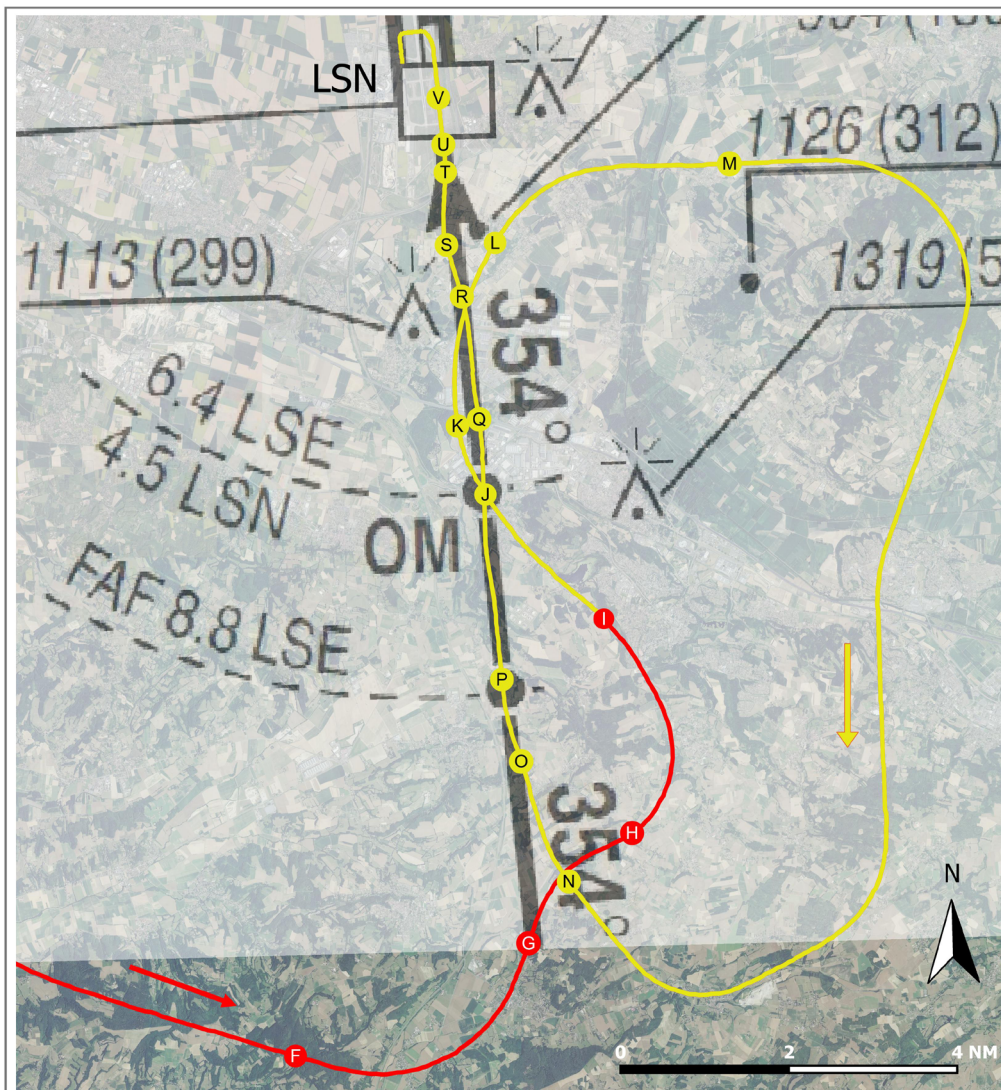 LSN
V
U
T
M
1126 (312)
S
L
1113 (299)
R
1319 (5
354°
6.4 LSE
4.5 LSN
K
Q
J
OM
FAF 8.8 LSE
I
P
O
H
354°
N
N
G
F
0 2 4 NM